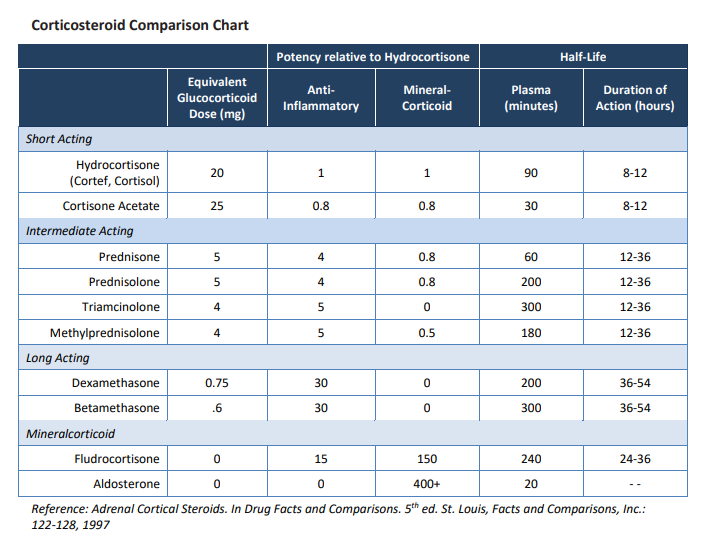 Corticosteroid Comparison Chart
Potency relative to Hydrocortisone Half-Life
Equivalent Glucocorticoid Dose (mg) Anti-Inflammatory Mineral-Corticoid Plasma (minutes) Duration of Action (hours)
Short Acting
Hydrocortisone (Cortef, Cortisol) 20 1 1 90 8-12
Cortisone Acetate 25 0.8 0.8 30 8-12
Intermediate Acting
Prednisone 5 4 0.8 60 12-36
Prednisolone 5 4 0.8 200 12-36
Triamcinolone 4 5 0 300 12-36
Methylprednisolone 4 5 0.5 180 12-36
Long Acting
Dexamethasone 0.75 30 0 200 36-54
Betamethasone .6 30 0 300 36-54
Mineralcorticoid
Fludrocortisone 0 15 150 240 24-36
Aldosterone 0 0 400+ 20 - -
Reference: Adrenal Cortical Steroids. In Drug Facts and Comparisons. 5th ed. St. Louis, Facts and Comparisons, Inc.:
122-128, 1997